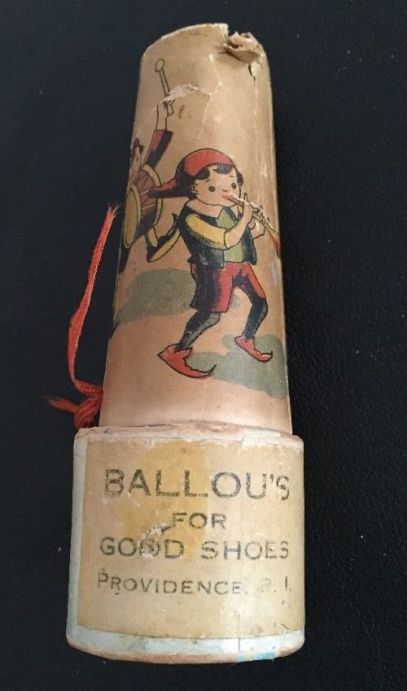 BALLOU'S
FOR
GOOD SHOES
PROVIDENCE, R. I.